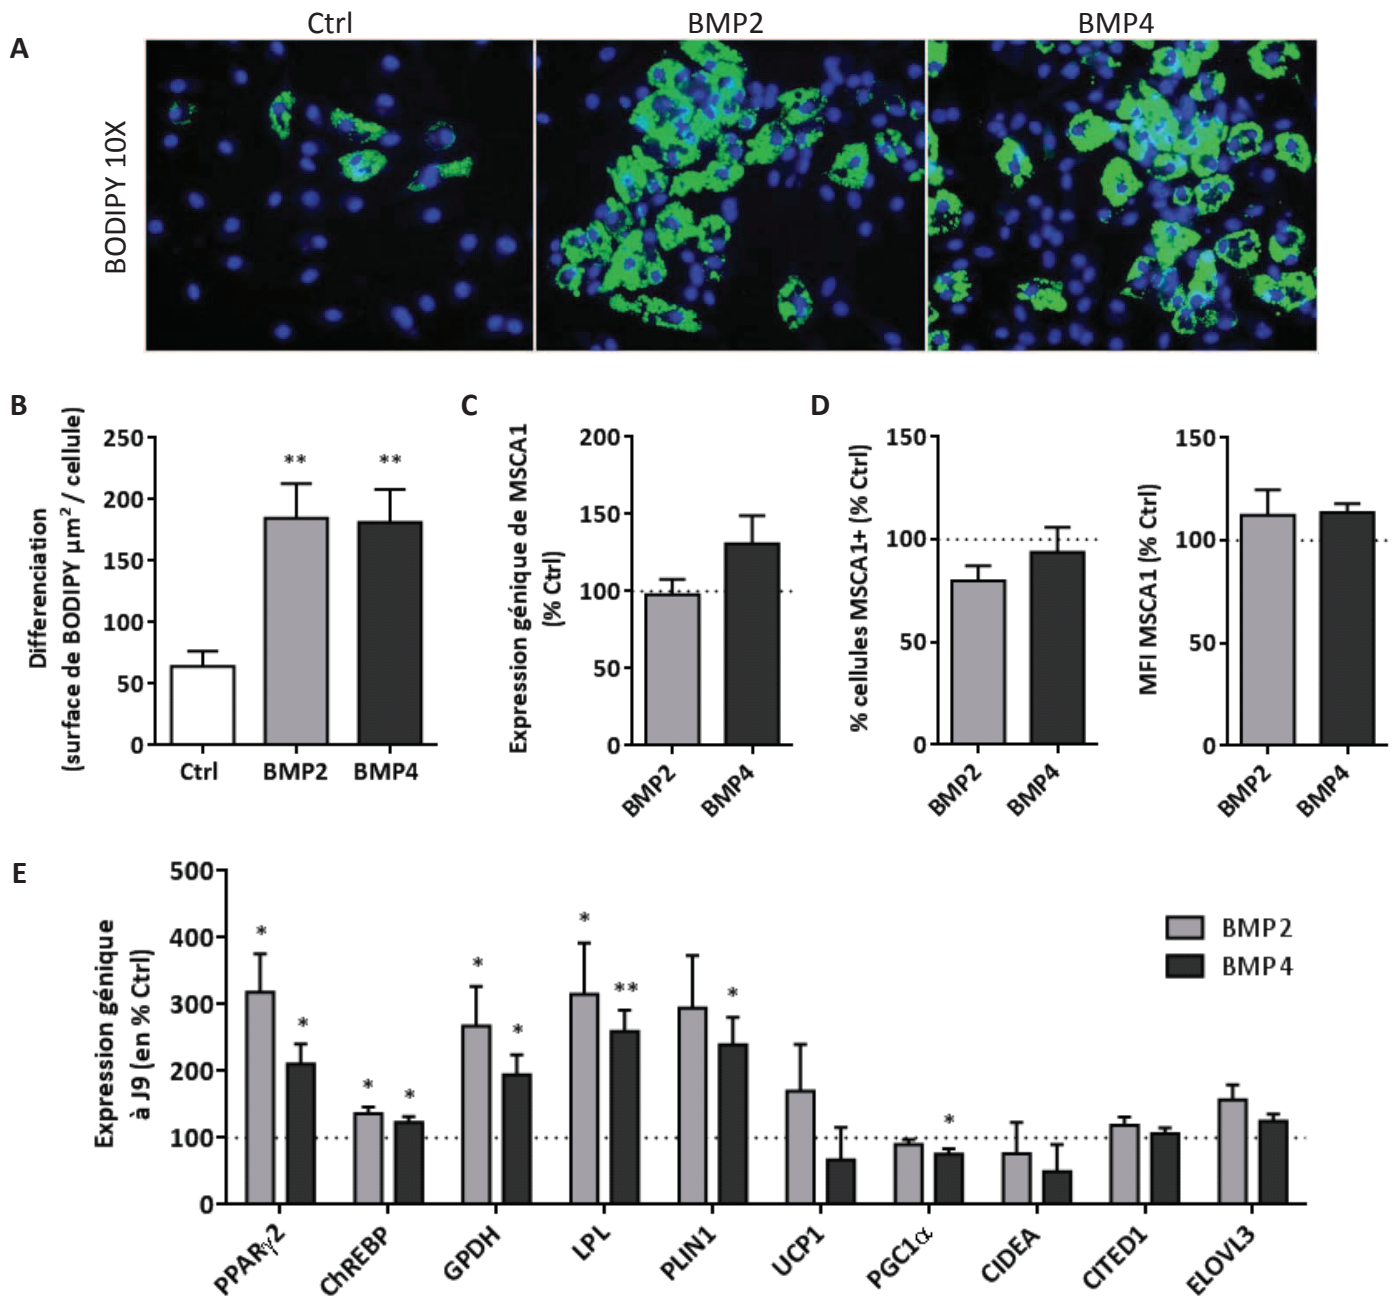 Ctrl BMP2 BMP4
A
BODIPY 10X
B
Differenciation
(surface de BODIPY µm² / cellule)
250
200
150
100
50
0
** **
Ctrl BMP2 BMP4
C
Expression génique de MSCA1
(% Ctrl)
200
150
100
50
0
BMP2 BMP4
D
% cellules MSCA1+ (% Ctrl)
150
100
50
0
BMP2 BMP4
MFI MSCA1 (% Ctrl)
150
100
50
0
BMP2 BMP4
E
Expression génique
à J9 (en % Ctrl)
500
400
300
200
100
0
* * * * * * * ** * *
BMP2
BMP4
PPARγ2 ChREBP GPDH LPL PLIN1 UCP1 PGC1α CIDEA CITED1 ELOVL3